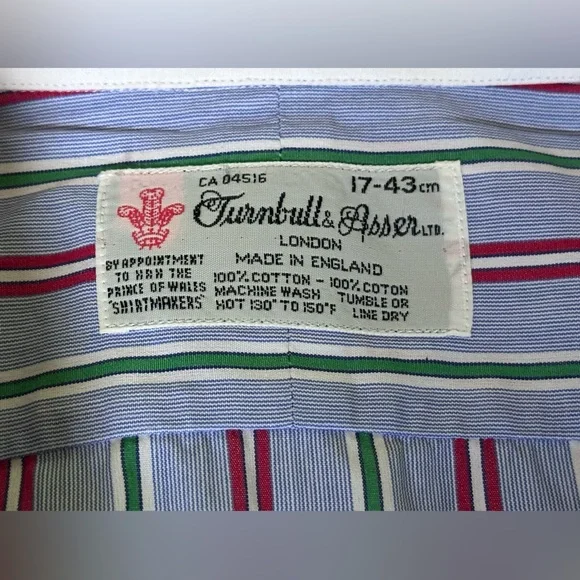 CA 04516 17-43cm
Turnbull & Asser LTD.
LONDON
MADE IN ENGLAND
BY APPOINTMENT
TO HRH THE
PRINCE OF WALES
"SHIRTMAKERS"
100% COTTON - 100% COTON
MACHINE WASH TUMBLE OR
HOT 130° TO 150°F LINE DRY